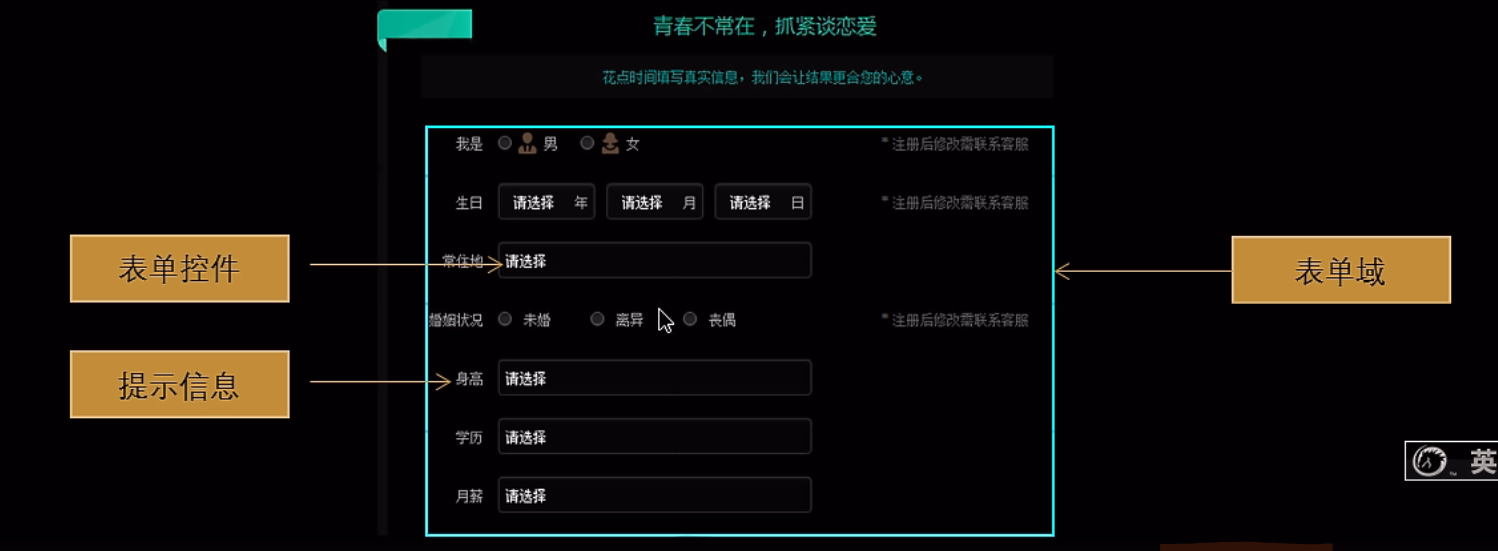 青春不常在，抓紧谈恋爱
花点时间填写真实信息，我们会让结果更合您的心意。
我是 男 女 * 注册后修改需联系客服
生日 请选择 年 请选择 月 请选择 日 * 注册后修改需联系客服
表单控件
常住地 请选择
表单域
婚姻状况 未婚 离异 丧偶 * 注册后修改需联系客服
提示信息
身高 请选择
学历 请选择
英
月薪 请选择